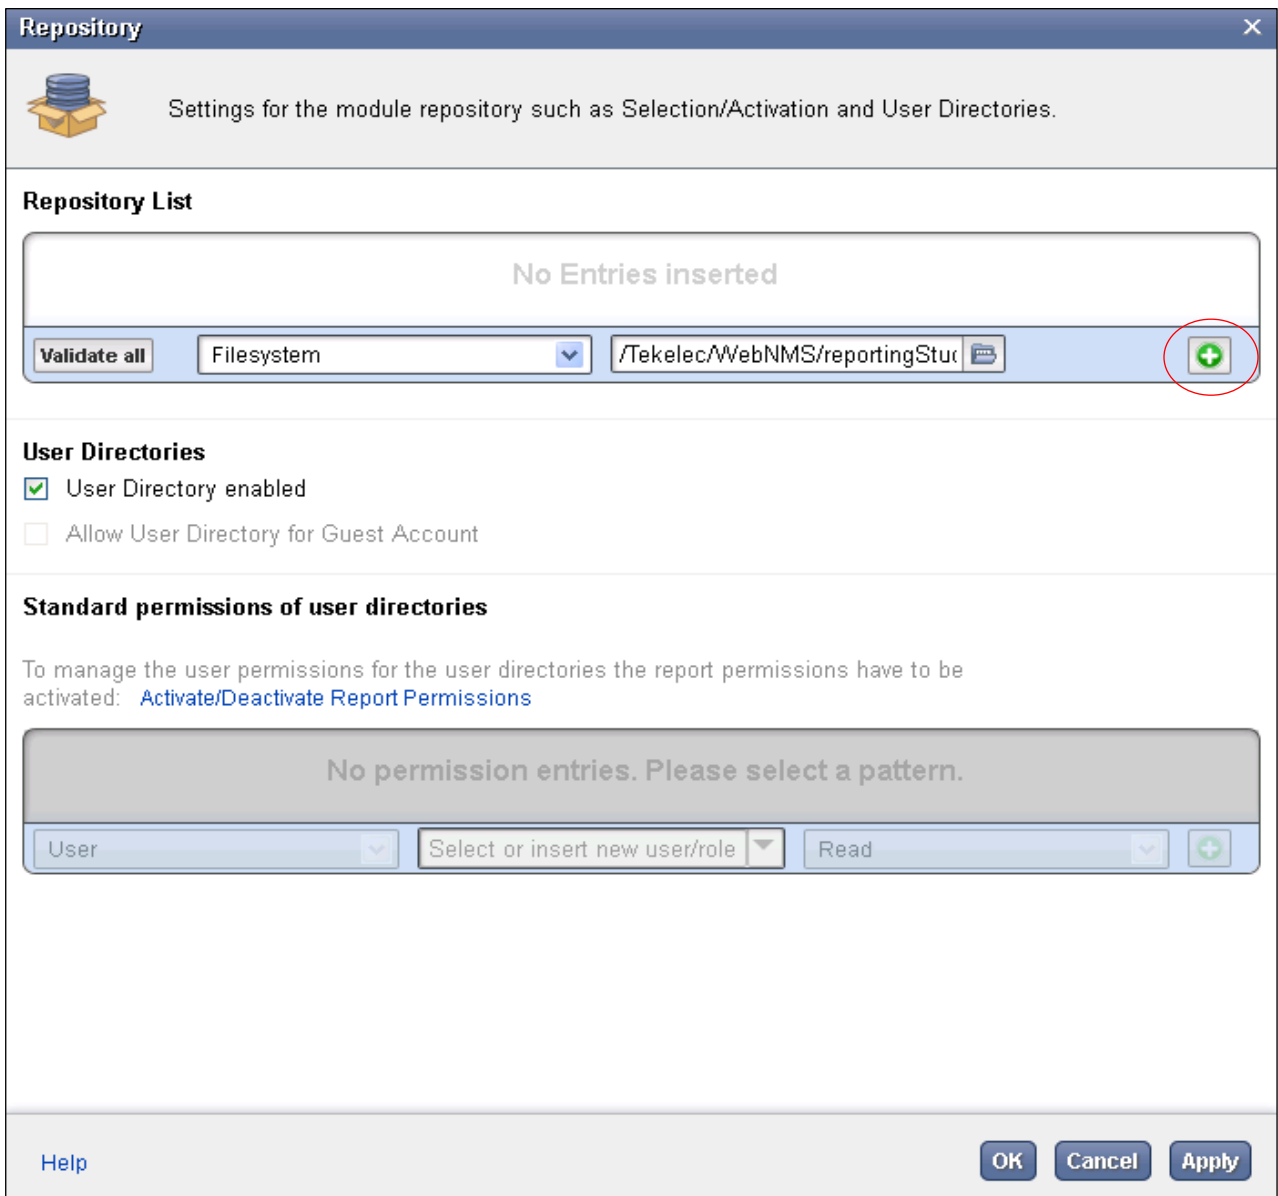 Repository
Settings for the module repository such as Selection/Activation and User Directories.
Repository List
No Entries inserted
Validate all Filesystem /Tekelec/WebNMS/reportingStud
User Directories
User Directory enabled
Allow User Directory for Guest Account
Standard permissions of user directories
To manage the user permissions for the user directories the report permissions have to be
activated: Activate/Deactivate Report Permissions
No permission entries. Please select a pattern.
User Select or insert new user/role Read
Help OK Cancel Apply